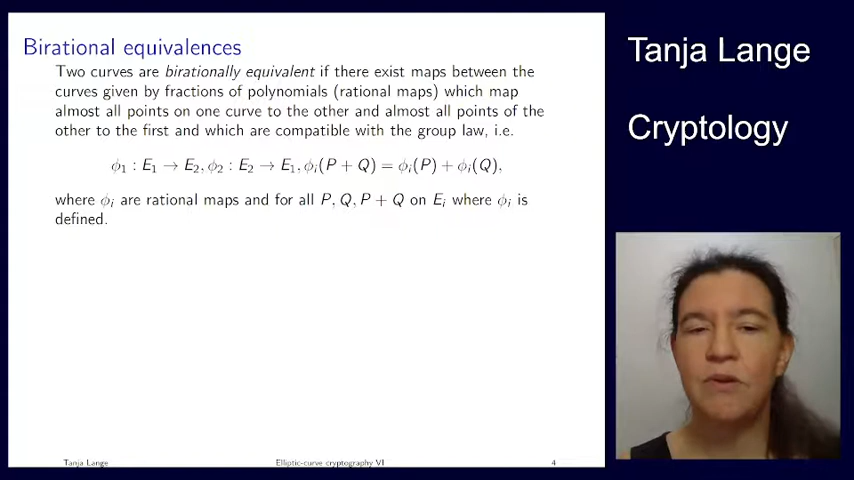 Birational equivalences
Two curves are birationally equivalent if there exist maps between the
curves given by fractions of polynomials (rational maps) which map
almost all points on one curve to the other and almost all points of the
other to the first and which are compatible with the group law, i.e.
ϕ₁ : E₁ → E₂, ϕ₂ : E₂ → E₁, ϕᵢ(P + Q) = ϕᵢ(P) + ϕᵢ(Q),
where ϕᵢ are rational maps and for all P, Q, P + Q on Eᵢ where ϕᵢ is
defined.
Tanja Lange
Elliptic-curve cryptography VI
4
Tanja Lange
Cryptology